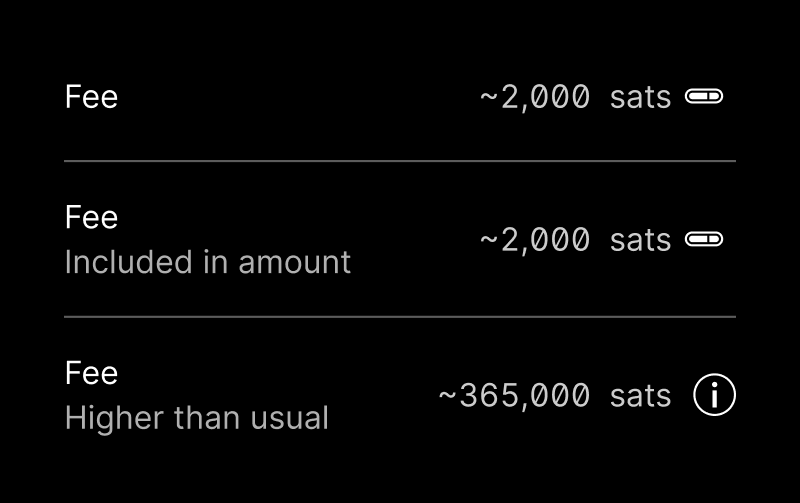 Fee ~2,000 sats
Fee ~2,000 sats
Included in amount
Fee ~365,000 sats
Higher than usual